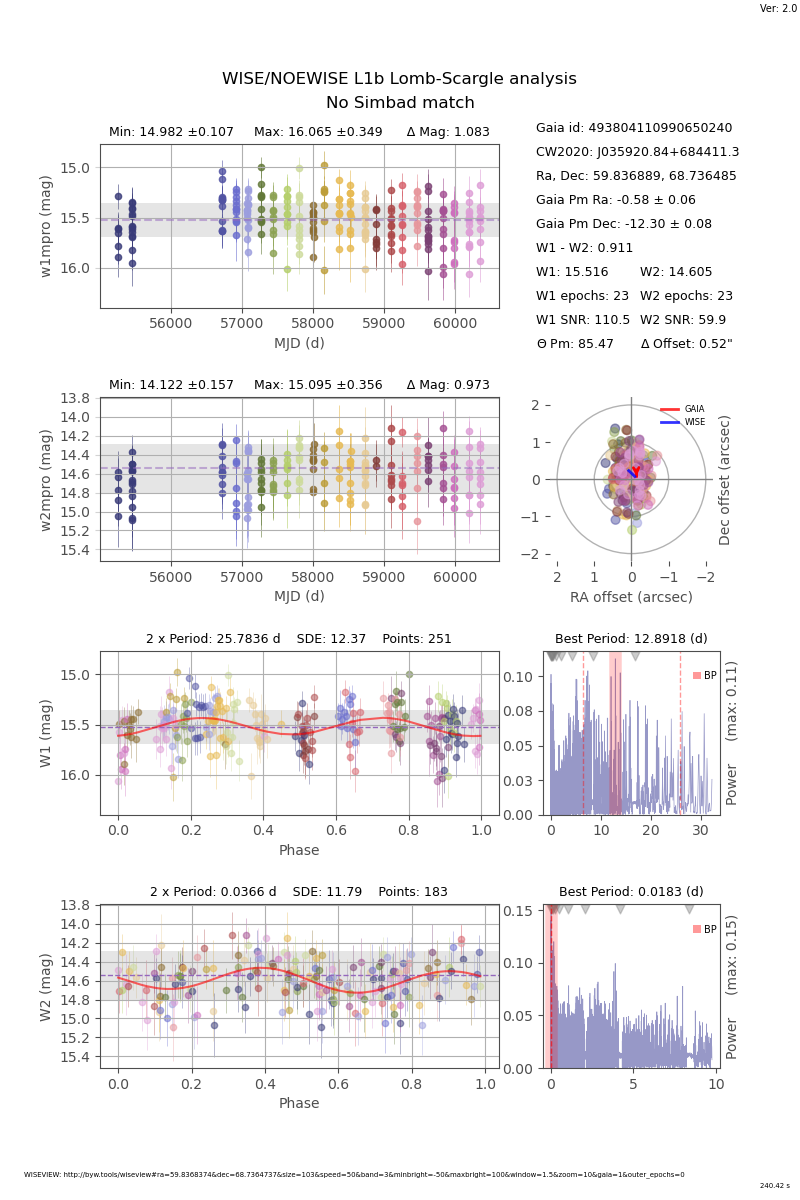 Ver: 2.0
WISE/NOEWISE L1b Lomb-Scargle analysis
No Simbad match
Min: 14.982 ±0.107 Max: 16.065 ±0.349 Δ Mag: 1.083
15.0
15.5
16.0
w1mpro (mag)
56000 57000 58000 59000 60000
MJD (d)
Gaia id: 493804110990650240
CW2020: J035920.84+684411.3
Ra, Dec: 59.836889, 68.736485
Gaia Pm Ra: -0.58 ± 0.06
Gaia Pm Dec: -12.30 ± 0.08
W1 - W2: 0.911
W1: 15.516 W2: 14.605
W1 epochs: 23 W2 epochs: 23
W1 SNR: 110.5 W2 SNR: 59.9
Θ Pm: 85.47 Δ Offset: 0.52"
Min: 14.122 ±0.157 Max: 15.095 ±0.356 Δ Mag: 0.973
13.8
14.0
14.2
14.4
14.6
14.8
15.0
15.2
15.4
w2mpro (mag)
56000 57000 58000 59000 60000
MJD (d)
GAIA
WISE
2
1
0
−1
−2
Dec offset (arcsec)
2 1 0 −1 −2
RA offset (arcsec)
2 x Period: 25.7836 d SDE: 12.37 Points: 251
15.0
15.5
16.0
W1 (mag)
0.0 0.2 0.4 0.6 0.8 1.0
Phase
Best Period: 12.8918 (d)
BP
0.10
0.08
0.05
0.03
0.00
Power (max: 0.11)
0 10 20 30
2 x Period: 0.0366 d SDE: 11.79 Points: 183
13.8
14.0
14.2
14.4
14.6
14.8
15.0
15.2
15.4
W2 (mag)
0.0 0.2 0.4 0.6 0.8 1.0
Phase
Best Period: 0.0183 (d)
BP
0.15
0.10
0.05
0.00
Power (max: 0.15)
0 5 10
WISEVIEW: http://byw.tools/wiseview#ra=59.8368374&dec=68.7364737&size=103&speed=50&band=3&minbright=-50&maxbright=100&window=1.5&zoom=10&gaia=1&outer_epochs=0
240.42 s